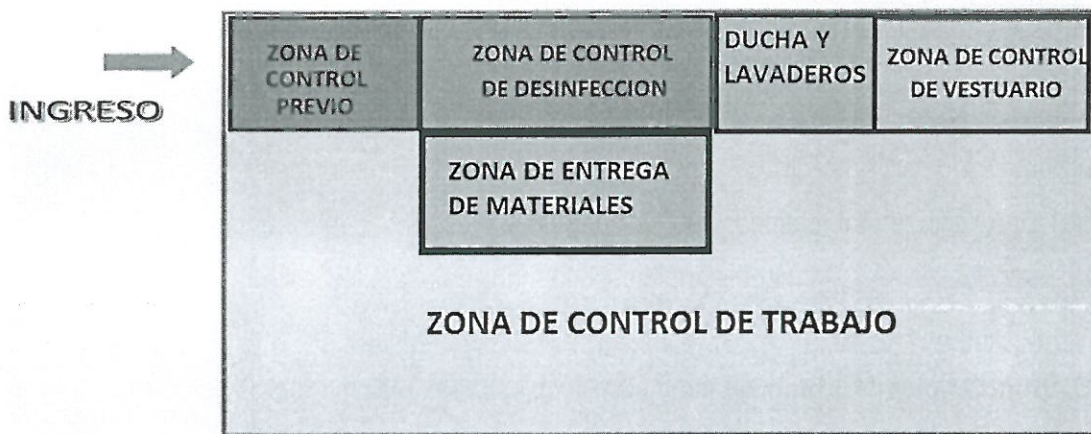 INGRESO
ZONA DE
CONTROL
PREVIO
ZONA DE CONTROL
DE DESINFECCION
DUCHA Y
LAVADEROS
ZONA DE CONTROL
DE VESTUARIO
ZONA DE ENTREGA
DE MATERIALES
ZONA DE CONTROL DE TRABAJO